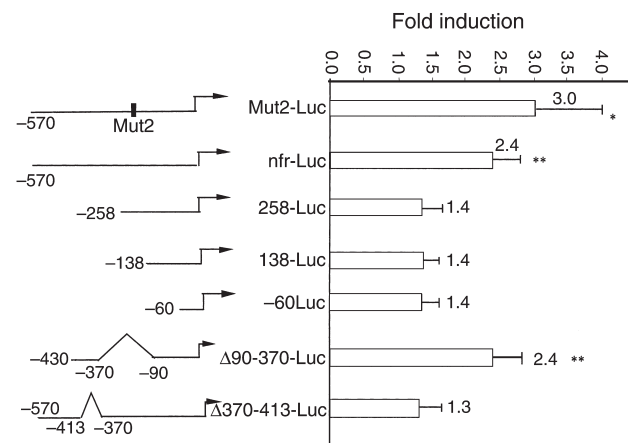 Fold induction
0.0 0.5 1.0 1.5 2.0 2.5 3.0 3.5 4.0
−570 Mut2 Mut2-Luc 3.0 *
−570 nfr-Luc 2.4 **
−258 258-Luc 1.4
−138 138-Luc 1.4
−60 −60Luc 1.4
−430 −370 −90 Δ90-370-Luc 2.4 **
−570 −413 −370 Δ370-413-Luc 1.3